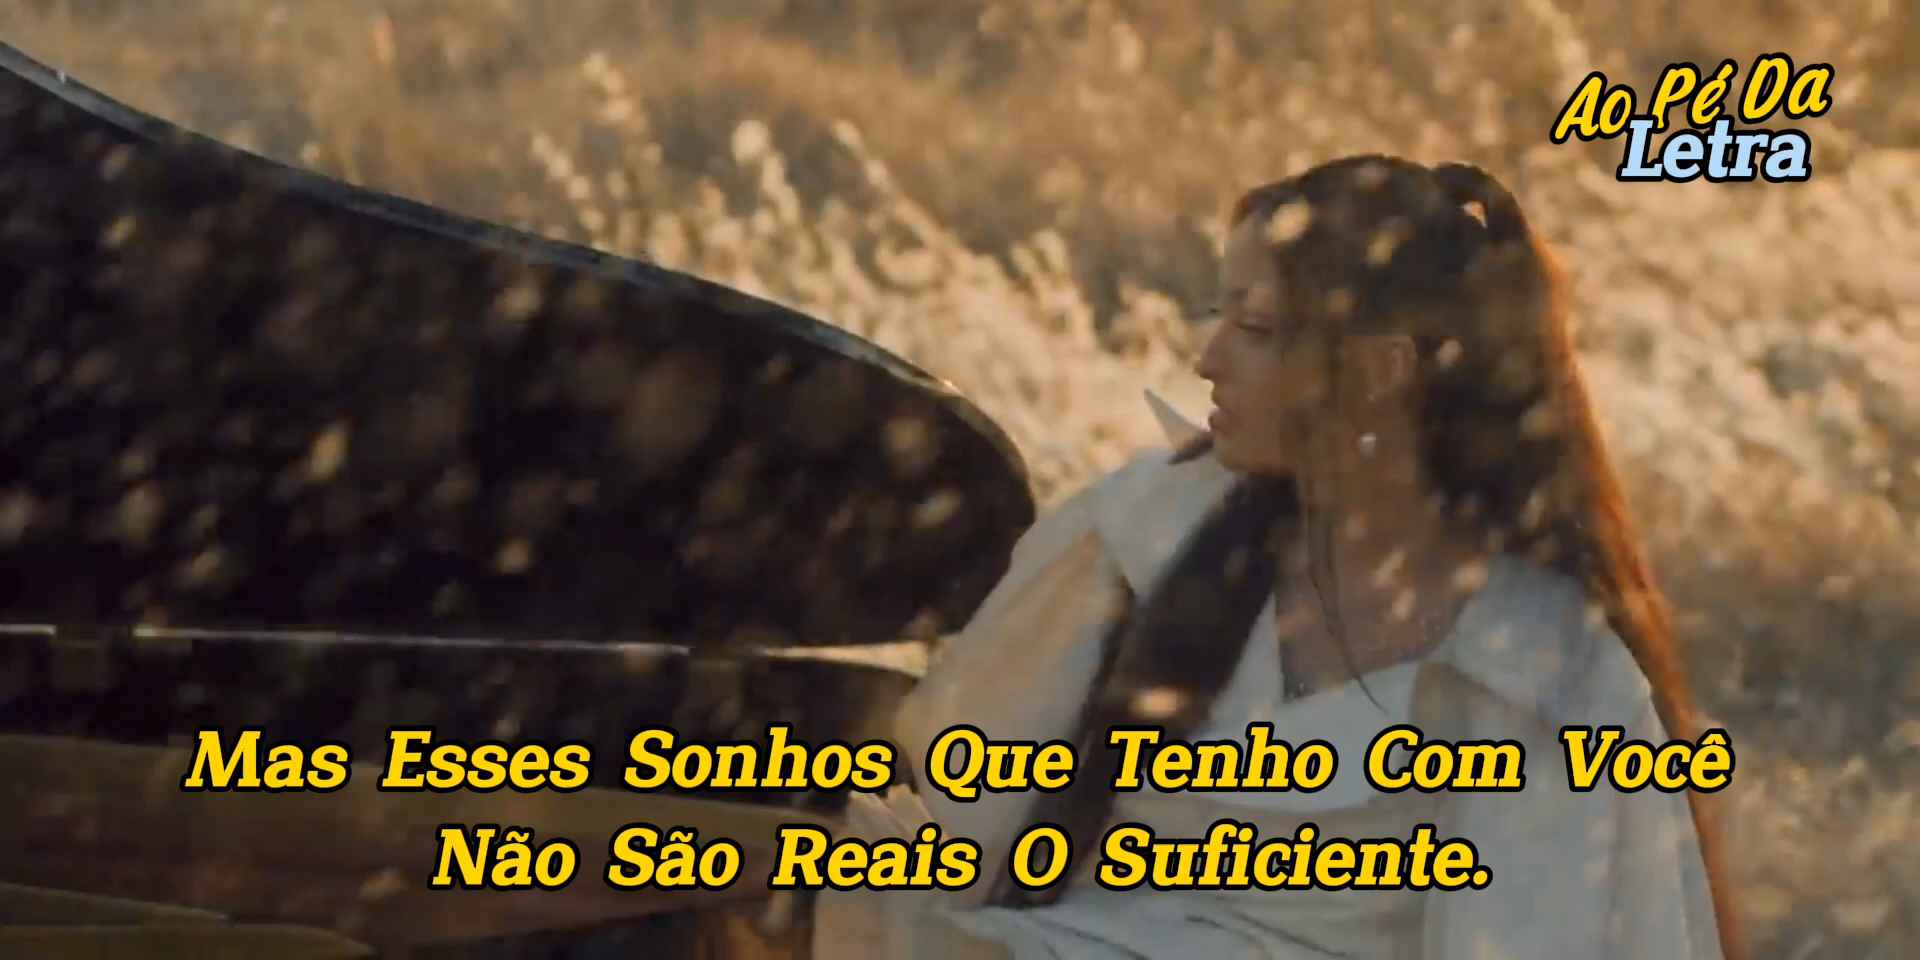 Ao Pé Da
Letra
Mas Esses Sonhos Que Tenho Com Você
Não São Reais O Suficiente.